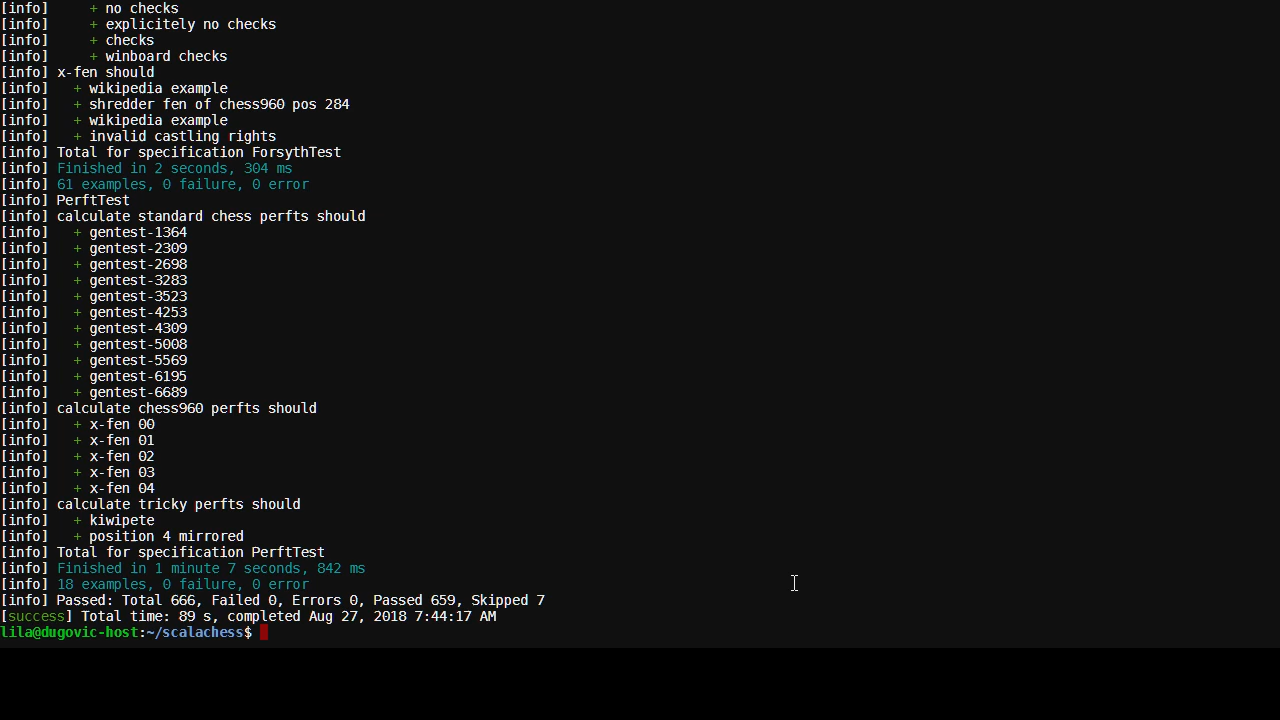 [info]     + no checks
[info]     + explicitely no checks
[info]     + checks
[info]     + winboard checks
[info] x-fen should
[info]   + wikipedia example
[info]   + shredder fen of chess960 pos 284
[info]   + wikipedia example
[info]   + invalid castling rights
[info] Total for specification ForsythTest
[info] Finished in 2 seconds, 304 ms
[info] 61 examples, 0 failure, 0 error
[info] PerftTest
[info] calculate standard chess perfts should
[info]   + gentest-1364
[info]   + gentest-2309
[info]   + gentest-2698
[info]   + gentest-3283
[info]   + gentest-3523
[info]   + gentest-4253
[info]   + gentest-4309
[info]   + gentest-5008
[info]   + gentest-5569
[info]   + gentest-6195
[info]   + gentest-6689
[info] calculate chess960 perfts should
[info]   + x-fen 00
[info]   + x-fen 01
[info]   + x-fen 02
[info]   + x-fen 03
[info]   + x-fen 04
[info] calculate tricky perfts should
[info]   + kiwipete
[info]   + position 4 mirrored
[info] Total for specification PerftTest
[info] Finished in 1 minute 7 seconds, 842 ms
[info] 18 examples, 0 failure, 0 error
[info] Passed: Total 666, Failed 0, Errors 0, Passed 659, Skipped 7
[success] Total time: 89 s, completed Aug 27, 2018 7:44:17 AM
lila@dugovic-host:~/scalachess$